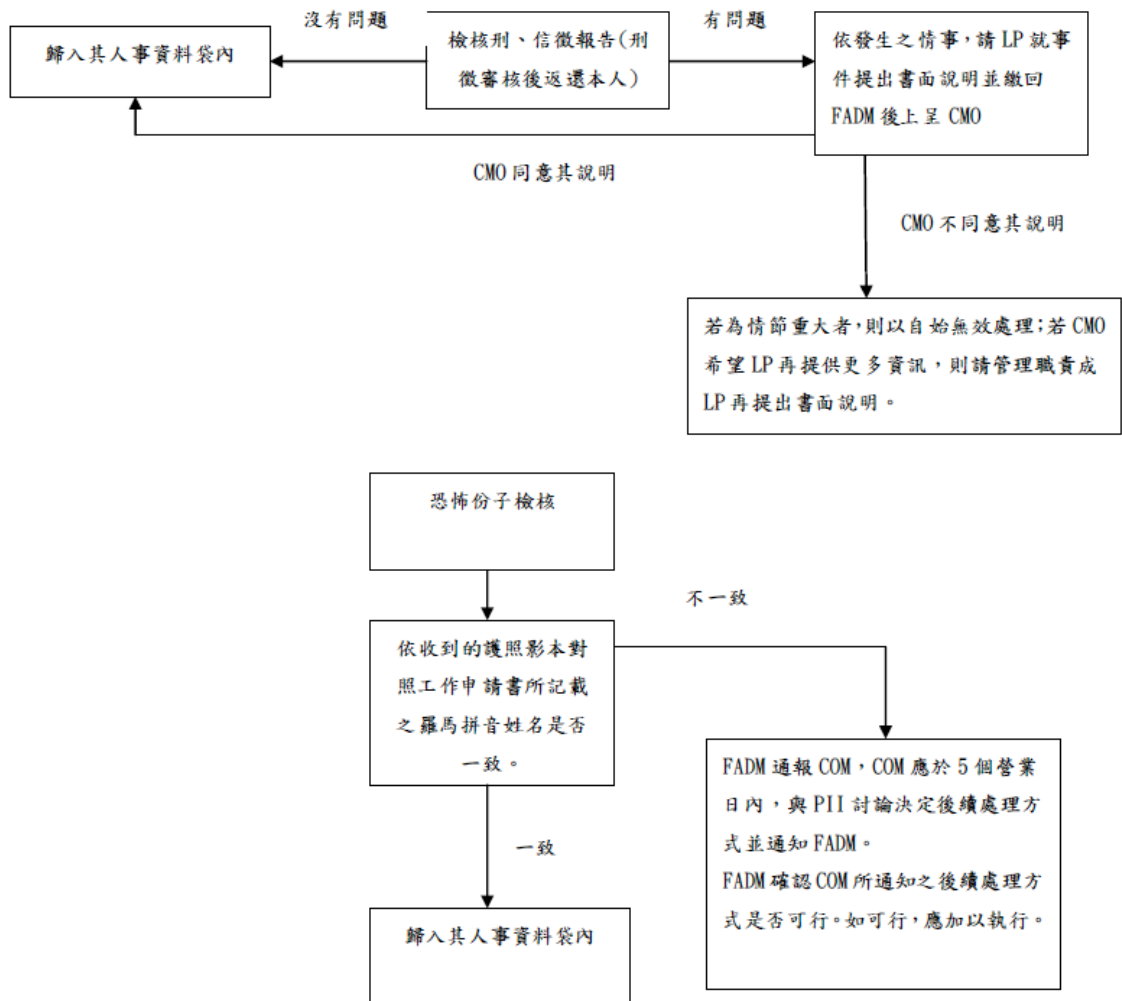 沒有問題
有問題
歸入其人事資料袋內
檢核刑、信徵報告(刑
徵審核後返還本人)
依發生之情事,請 LP 就事
件提出書面說明並繳回
FADM 後上呈 CMO
CMO 同意其說明
CMO 不同意其說明
若為情節重大者,則以自始無效處理;若 CMO
希望 LP 再提供更多資訊,則請管理職責成
LP 再提出書面說明。
恐怖份子檢核
不一致
依收到的護照影本對
照工作申請書所記載
之羅馬拼音姓名是否
一致。
FADM 通報 COM,COM 應於 5 個營業
日內,與 PII 討論決定後續處理方
式並通知 FADM。
FADM 確認 COM 所通知之後續處理方
式是否可行。如可行,應加以執行。
一致
歸入其人事資料袋內